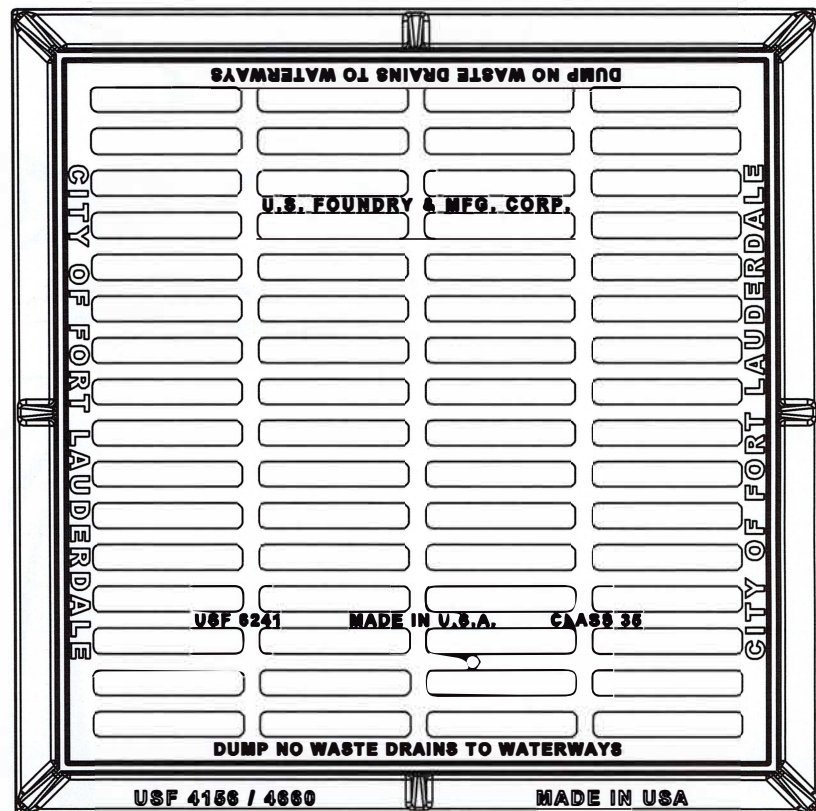 DUMP NO WASTE DRAINS TO WATERWAYS
U.S. FOUNDRY & MFG. CORP.
CITY OF FORT LAUDERDALE
CITY OF FORT LAUDERDALE
USF 6241 MADE IN U.S.A. CLASS 35
DUMP NO WASTE DRAINS TO WATERWAYS
USF 4156 / 4660 MADE IN USA